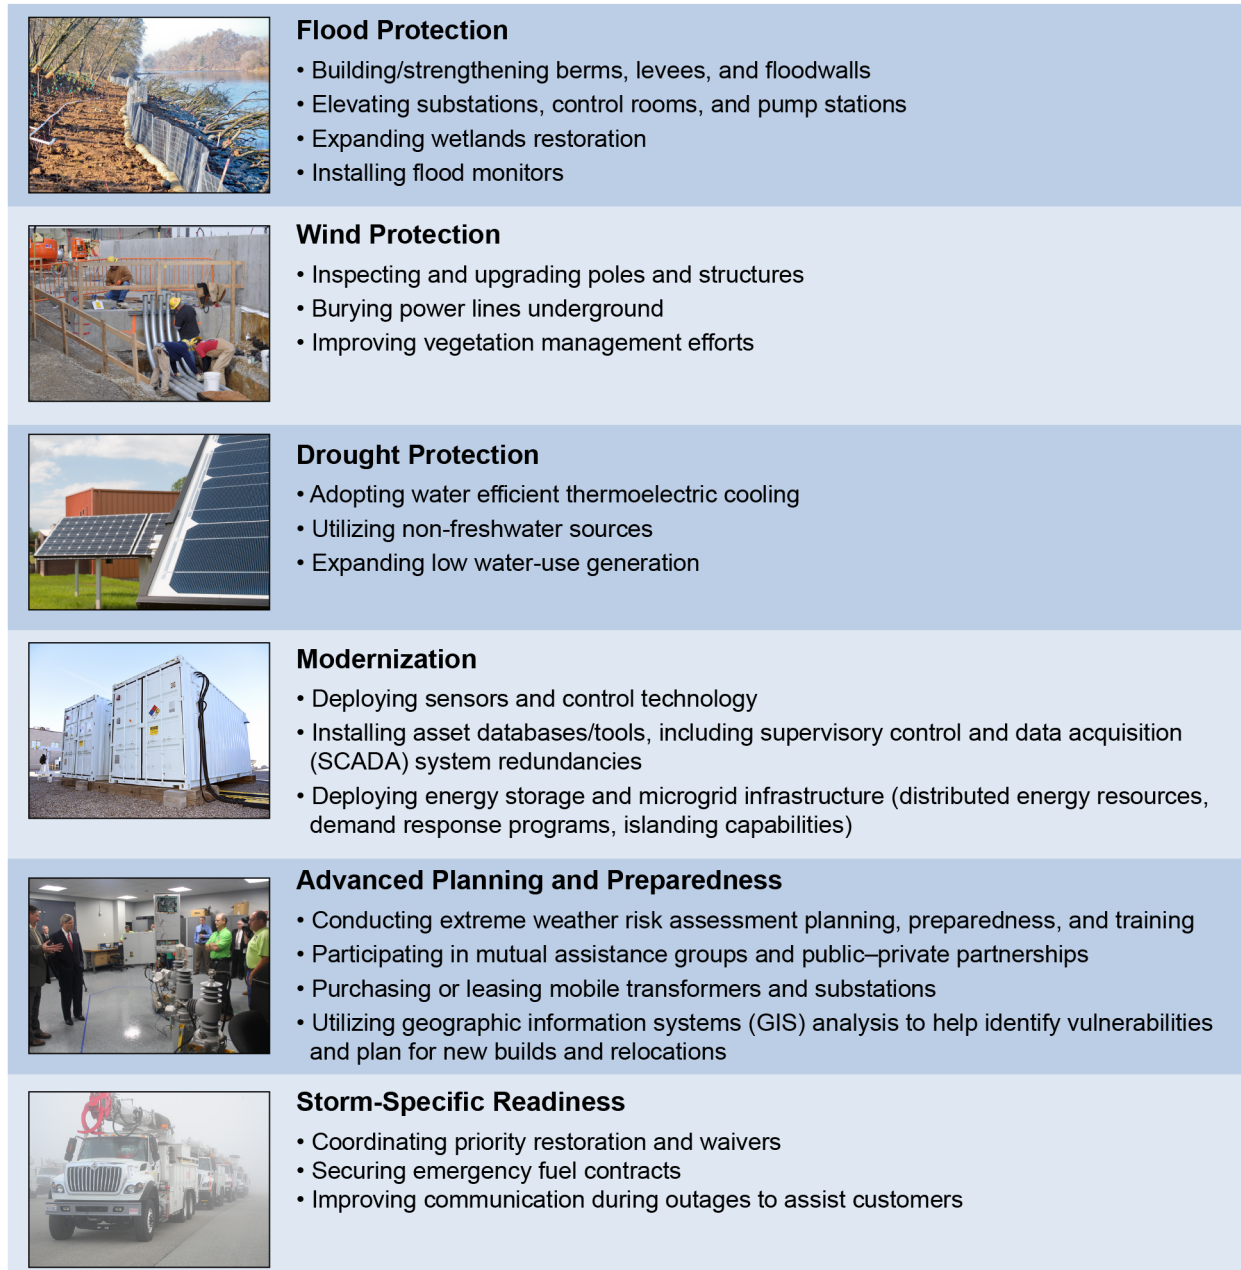 Flood Protection
• Building/strengthening berms, levees, and floodwalls
• Elevating substations, control rooms, and pump stations
• Expanding wetlands restoration
• Installing flood monitors
Wind Protection
• Inspecting and upgrading poles and structures
• Burying power lines underground
• Improving vegetation management efforts
Drought Protection
• Adopting water efficient thermoelectric cooling
• Utilizing non-freshwater sources
• Expanding low water-use generation
Modernization
• Deploying sensors and control technology
• Installing asset databases/tools, including supervisory control and data acquisition
(SCADA) system redundancies
• Deploying energy storage and microgrid infrastructure (distributed energy resources,
demand response programs, islanding capabilities)
Advanced Planning and Preparedness
• Conducting extreme weather risk assessment planning, preparedness, and training
• Participating in mutual assistance groups and public–private partnerships
• Purchasing or leasing mobile transformers and substations
• Utilizing geographic information systems (GIS) analysis to help identify vulnerabilities
and plan for new builds and relocations
Storm-Specific Readiness
• Coordinating priority restoration and waivers
• Securing emergency fuel contracts
• Improving communication during outages to assist customers